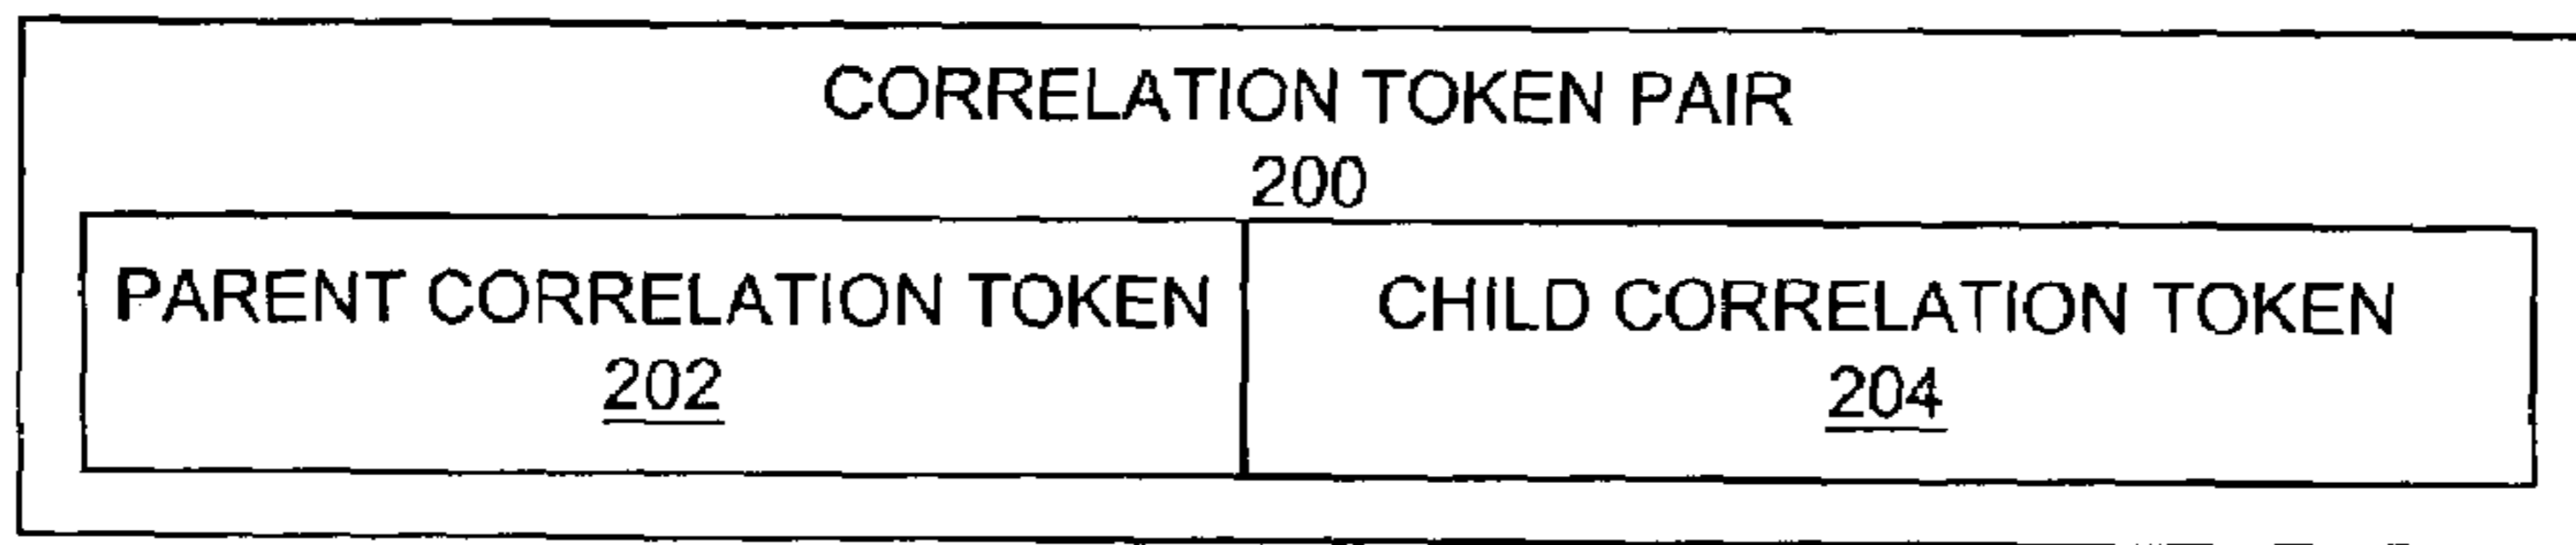 CORRELATION TOKEN PAIR
200
PARENT CORRELATION TOKEN
202
CHILD CORRELATION TOKEN
204